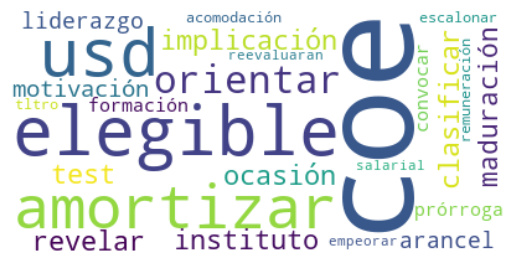 liderazgo acomodación escalonar
usd implicación
reevaluaran
motivación orientar
tltro formación
elegible
coe
convocar
clasificar
remuneración
maduración
test ocasión salarial
amortizar prórroga
revelar instituto empeorar arancel